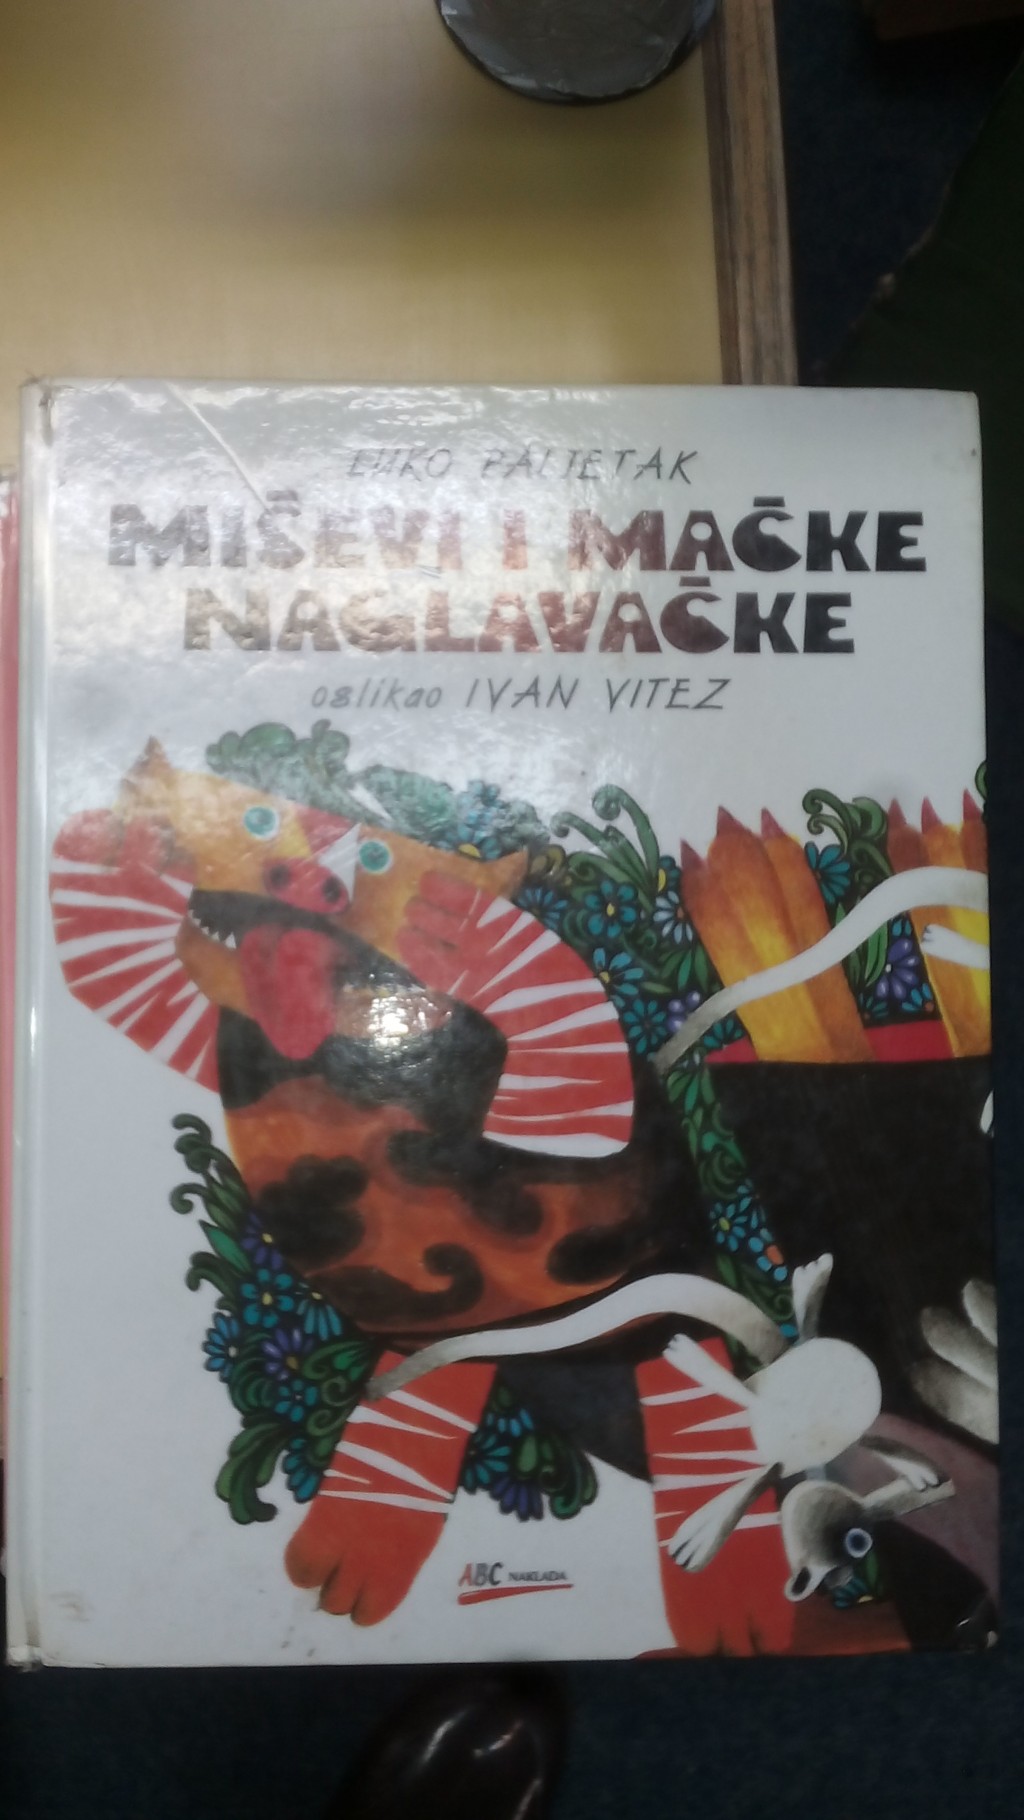 LUKO PALJETAK
MIŠEVI I MAČKE
NAGLAVAČKE
oslikao IVAN VITEZ
ABC NAKLADA